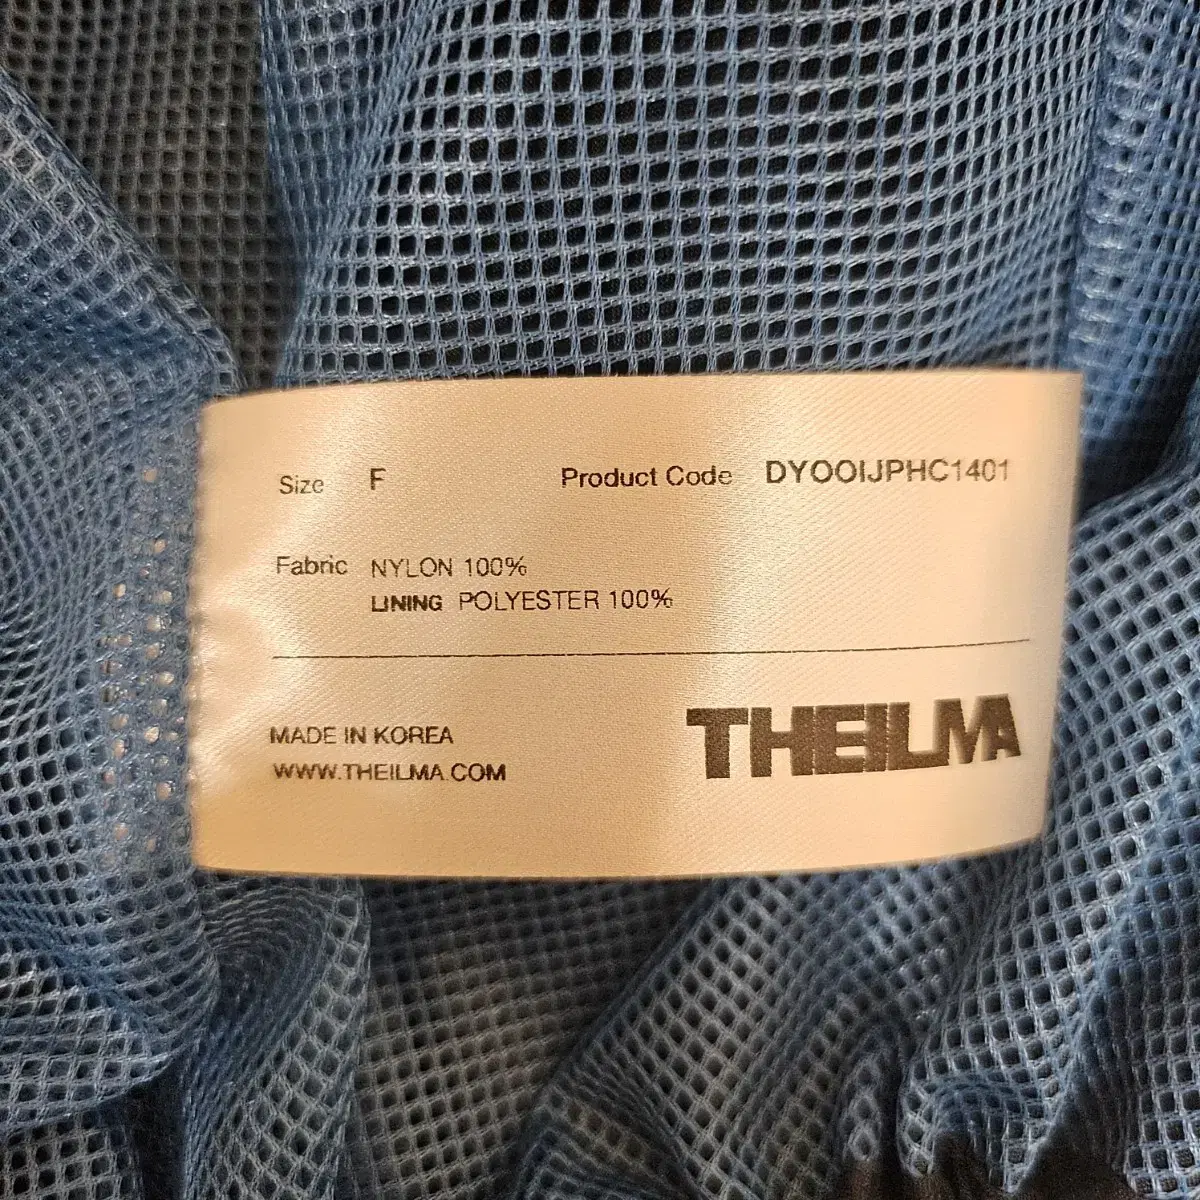 Size F Product Code DYOOIJPHC1401
Fabric NYLON 100%
LINING POLYESTER 100%
MADE IN KOREA
WWW.THEILMA.COM
THEILMA